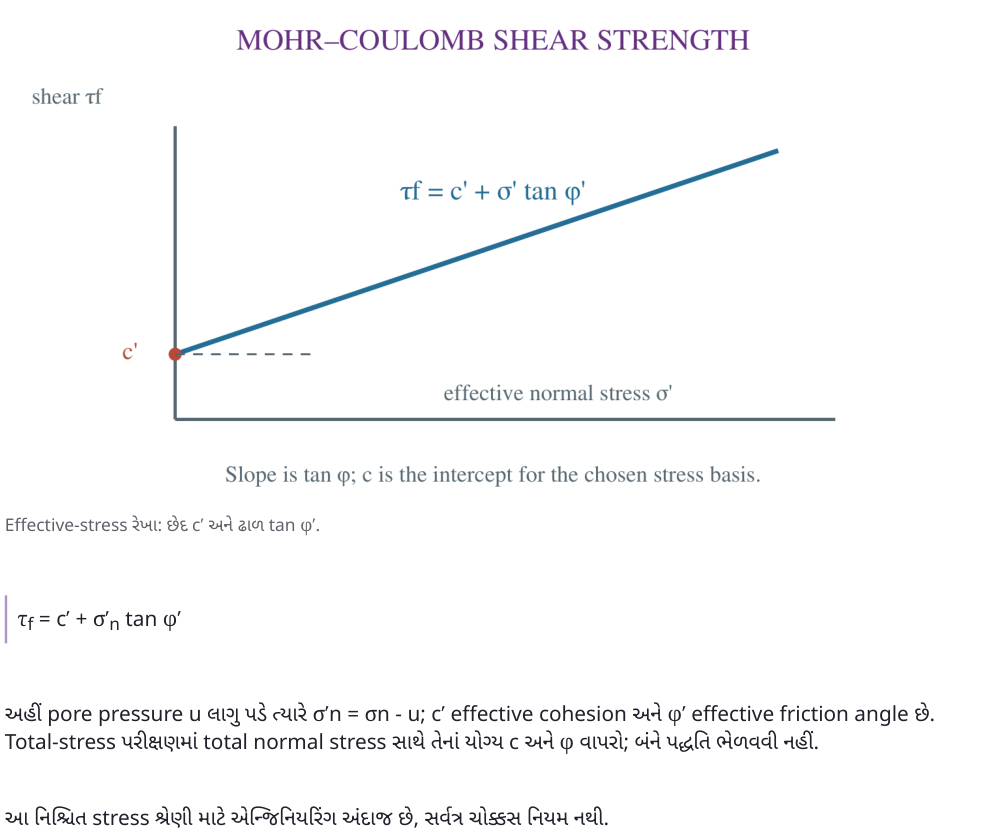 MOHR–COULOMB SHEAR STRENGTH
shear τf
τf = c' + σ' tan φ'
c'
effective normal stress σ'
Slope is tan φ; c is the intercept for the chosen stress basis.
Effective-stress રેખા: છેદ c′ અને ઢાળ tan φ′.
τf = c′ + σ′n tan φ′
અહીં pore pressure u લાગુ પડે ત્યારે σ′n = σn - u; c′ effective cohesion અને φ′ effective friction angle છે.
Total-stress પરીક્ષણમાં total normal stress સાથે તેનાં યોગ્ય c અને φ વાપરો; બંને પદ્ધતિ ભેળવવી નહીં.
આ નિશ્ચિત stress શ્રેણી માટે એન્જિનિયરિંગ અંદાજ છે, સર્વત્ર ચોક્કસ નિયમ નથી.